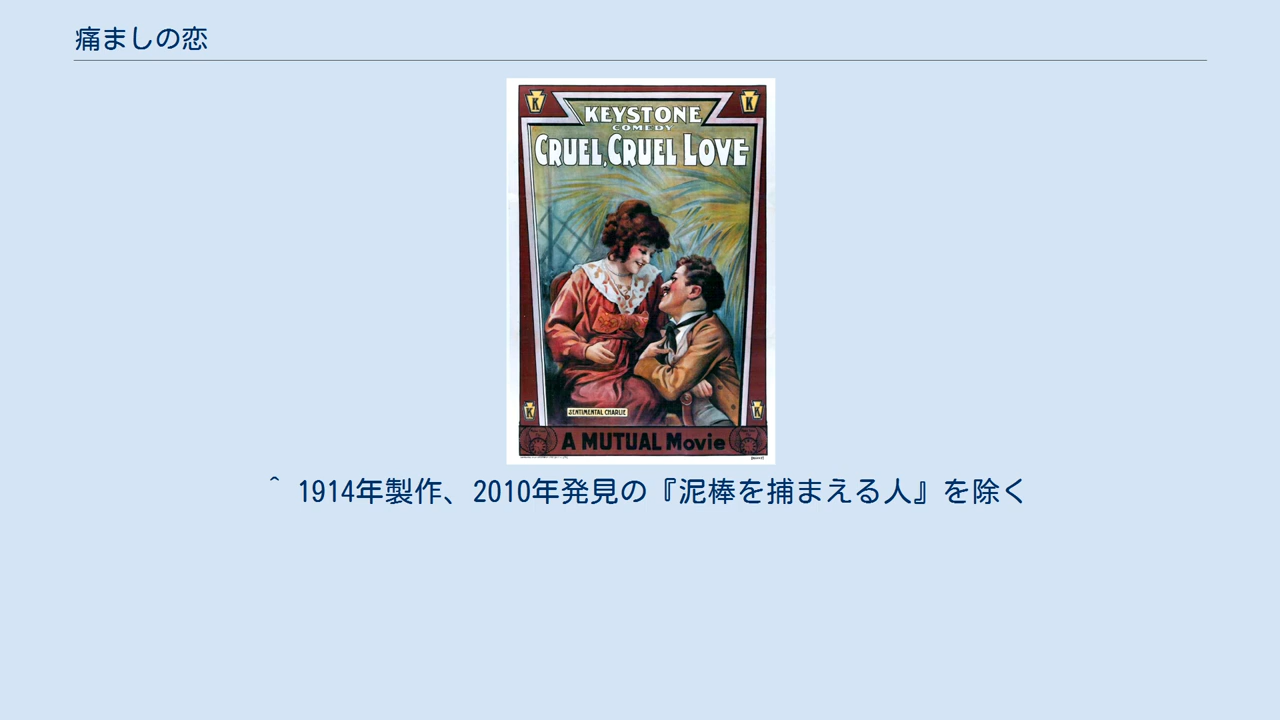 痛ましの恋
K
K
KEYSTONE
COMEDY
CRUEL, CRUEL LOVE
K
K
SENTIMENTAL CHARLIE
A MUTUAL Movie
^ 1914年製作、2010年発見の『泥棒を捕まえる人』を除く